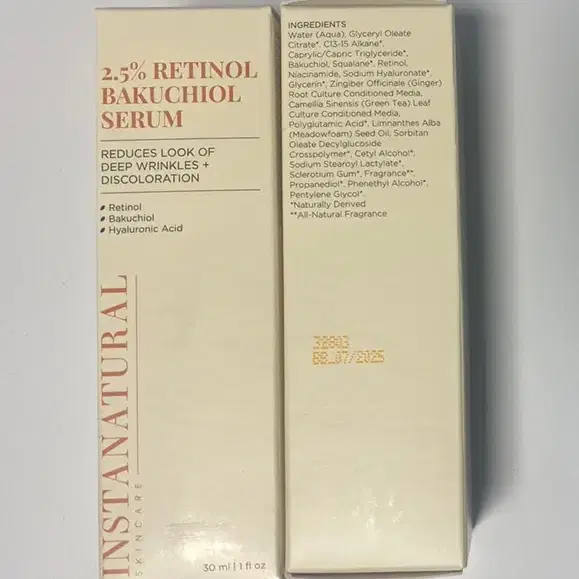 2.5% RETINOL
BAKUCHIOL
SERUM
REDUCES LOOK OF
DEEP WRINKLES +
DISCOLORATION
Retinol
Bakuchiol
Hyaluronic Acid
INSTANATURAL
SKINCARE
30 ml | 1 fl oz
INGREDIENTS
Water (Aqua), Glyceryl Oleate
Citrate*, C13-15 Alkane*,
Caprylic/Capric Triglyceride*,
Bakuchiol, Squalane*, Retinol,
Niacinamide, Sodium Hyaluronate*,
Glycerin*, Zingiber Officinale (Ginger)
Root Culture Conditioned Media,
Camellia Sinensis (Green Tea) Leaf
Culture Conditioned Media,
Polyglutamic Acid*, Limnanthes Alba
(Meadowfoam) Seed Oil, Sorbitan
Oleate Decylglucoside
Crosspolymer*, Cetyl Alcohol*,
Sodium Stearoyl Lactylate*,
Sclerotium Gum*, Fragrance**,
Propanediol*, Phenethyl Alcohol*,
Pentylene Glycol*.
*Naturally Derived
**All-Natural Fragrance
32803
BB_07/2025